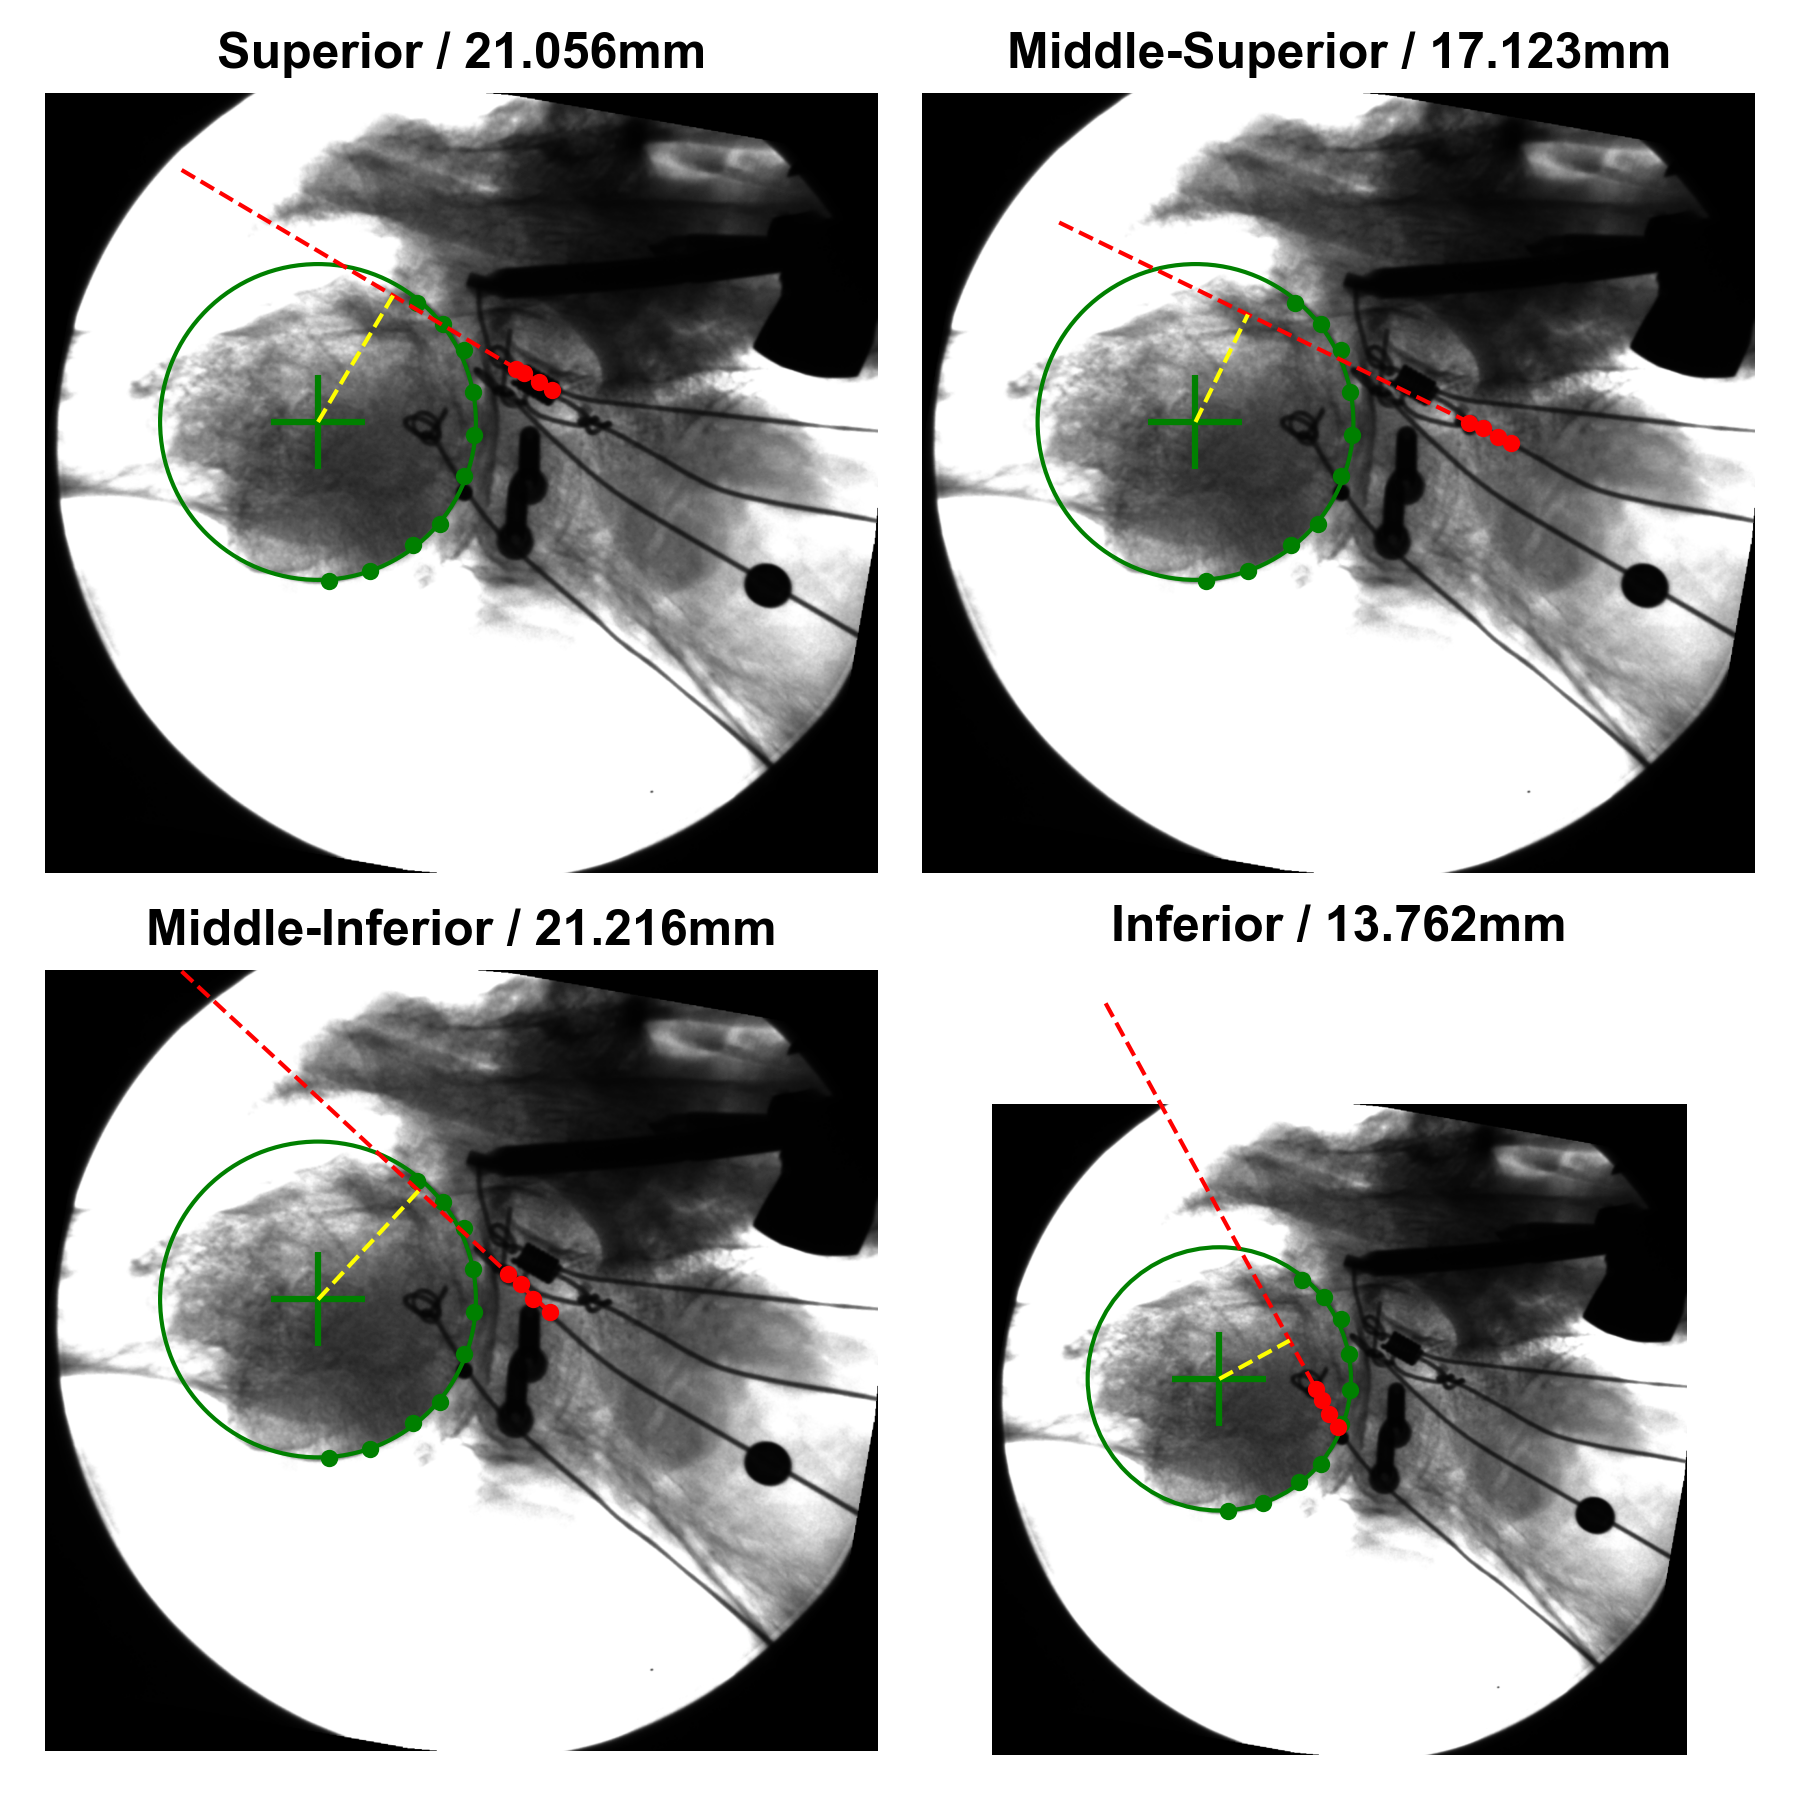 Superior / 21.056mm
Middle-Superior / 17.123mm
Middle-Inferior / 21.216mm
Inferior / 13.762mm